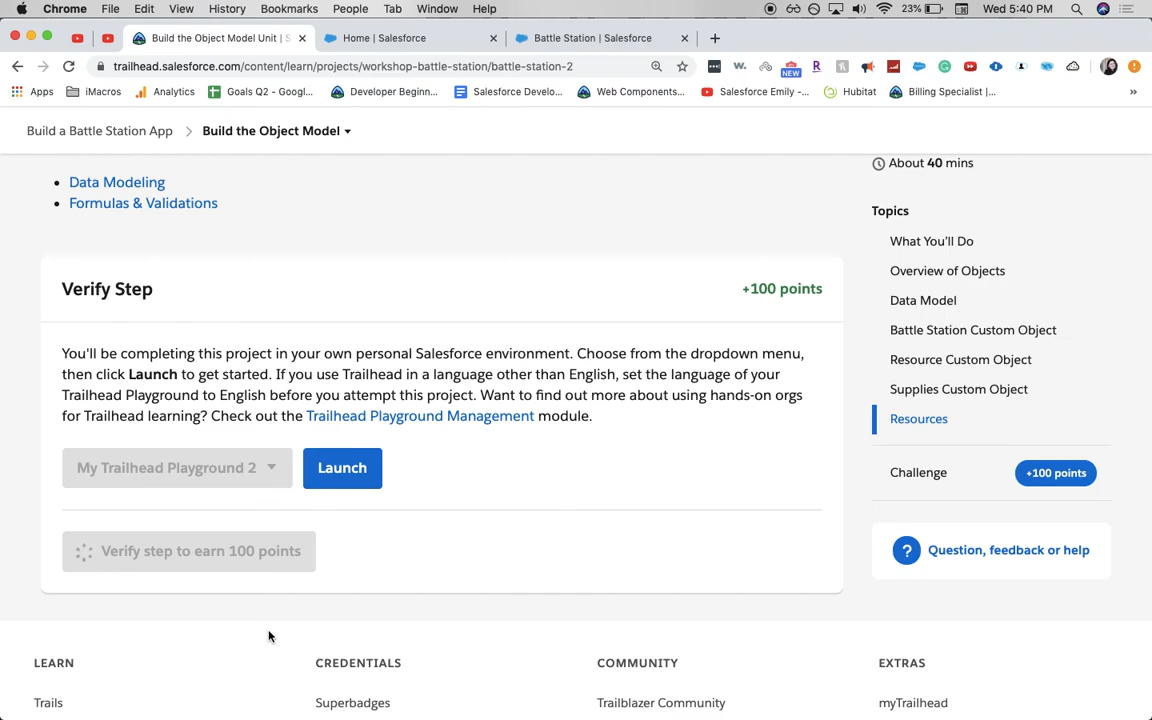 Chrome File Edit View History Bookmarks People Tab Window Help 23% Wed 5:40 PM
Build the Object Model Unit | S Home | Salesforce Battle Station | Salesforce
trailhead.salesforce.com/content/learn/projects/workshop-battle-station/battle-station-2
NEW
Apps iMacros Analytics Goals Q2 - Googl... Developer Beginn... Salesforce Develo... Web Components... Salesforce Emily -... Hubitat Billing Specialist |...
Build a Battle Station App Build the Object Model
About 40 mins
Data Modeling
Formulas & Validations
Topics
What You'll Do
Overview of Objects
Data Model
Battle Station Custom Object
Resource Custom Object
Supplies Custom Object
Resources
Challenge +100 points
Question, feedback or help
Verify Step +100 points
You'll be completing this project in your own personal Salesforce environment. Choose from the dropdown menu,
then click Launch to get started. If you use Trailhead in a language other than English, set the language of your
Trailhead Playground to English before you attempt this project. Want to find out more about using hands-on orgs
for Trailhead learning? Check out the Trailhead Playground Management module.
My Trailhead Playground 2 Launch
Verify step to earn 100 points
LEARN CREDENTIALS COMMUNITY EXTRAS
Trails Superbadges Trailblazer Community myTrailhead